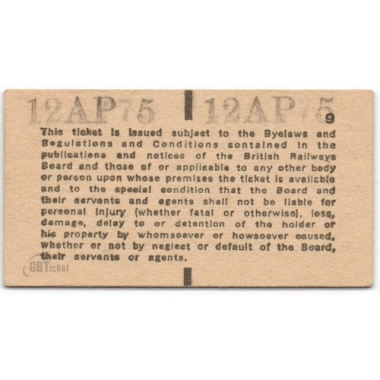 12AP75 12AP75
9
This ticket is issued subject to the Byelaws and
Regulations and Conditions contained in the
publications and notices of the British Railways
Board and those of or applicable to any other body
or person upon whose premises the ticket is available
and to the special condition that the Board and
their servants and agents shall not be liable for
personal injury (whether fatal or otherwise), loss,
damage, delay to or detention of the holder or
his property by whomsoever or howsoever caused,
whether or not by neglect or default of the Board,
their servants or agents.
GBTicket